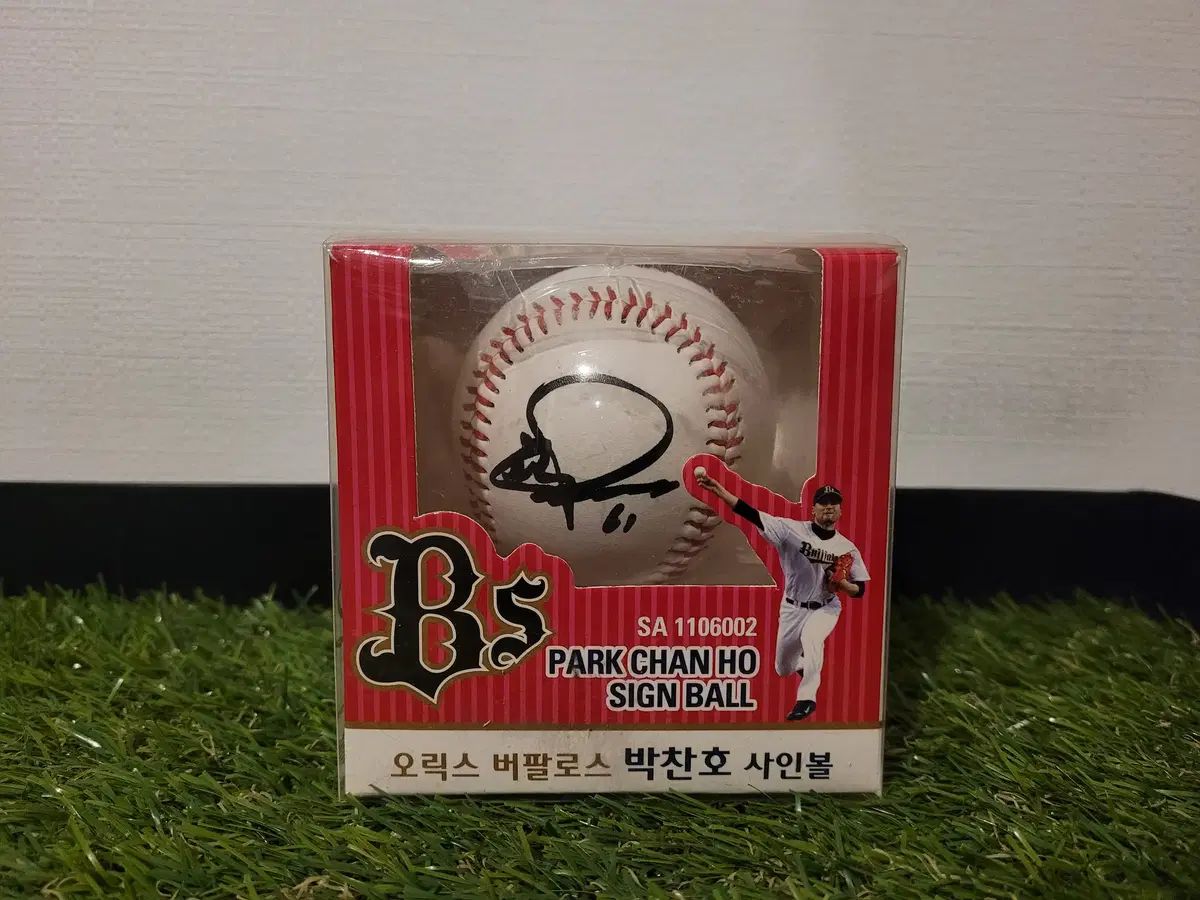 61
Bs
SA 1106002
PARK CHAN HO
SIGN BALL
오릭스 버팔로스 박찬호 사인볼